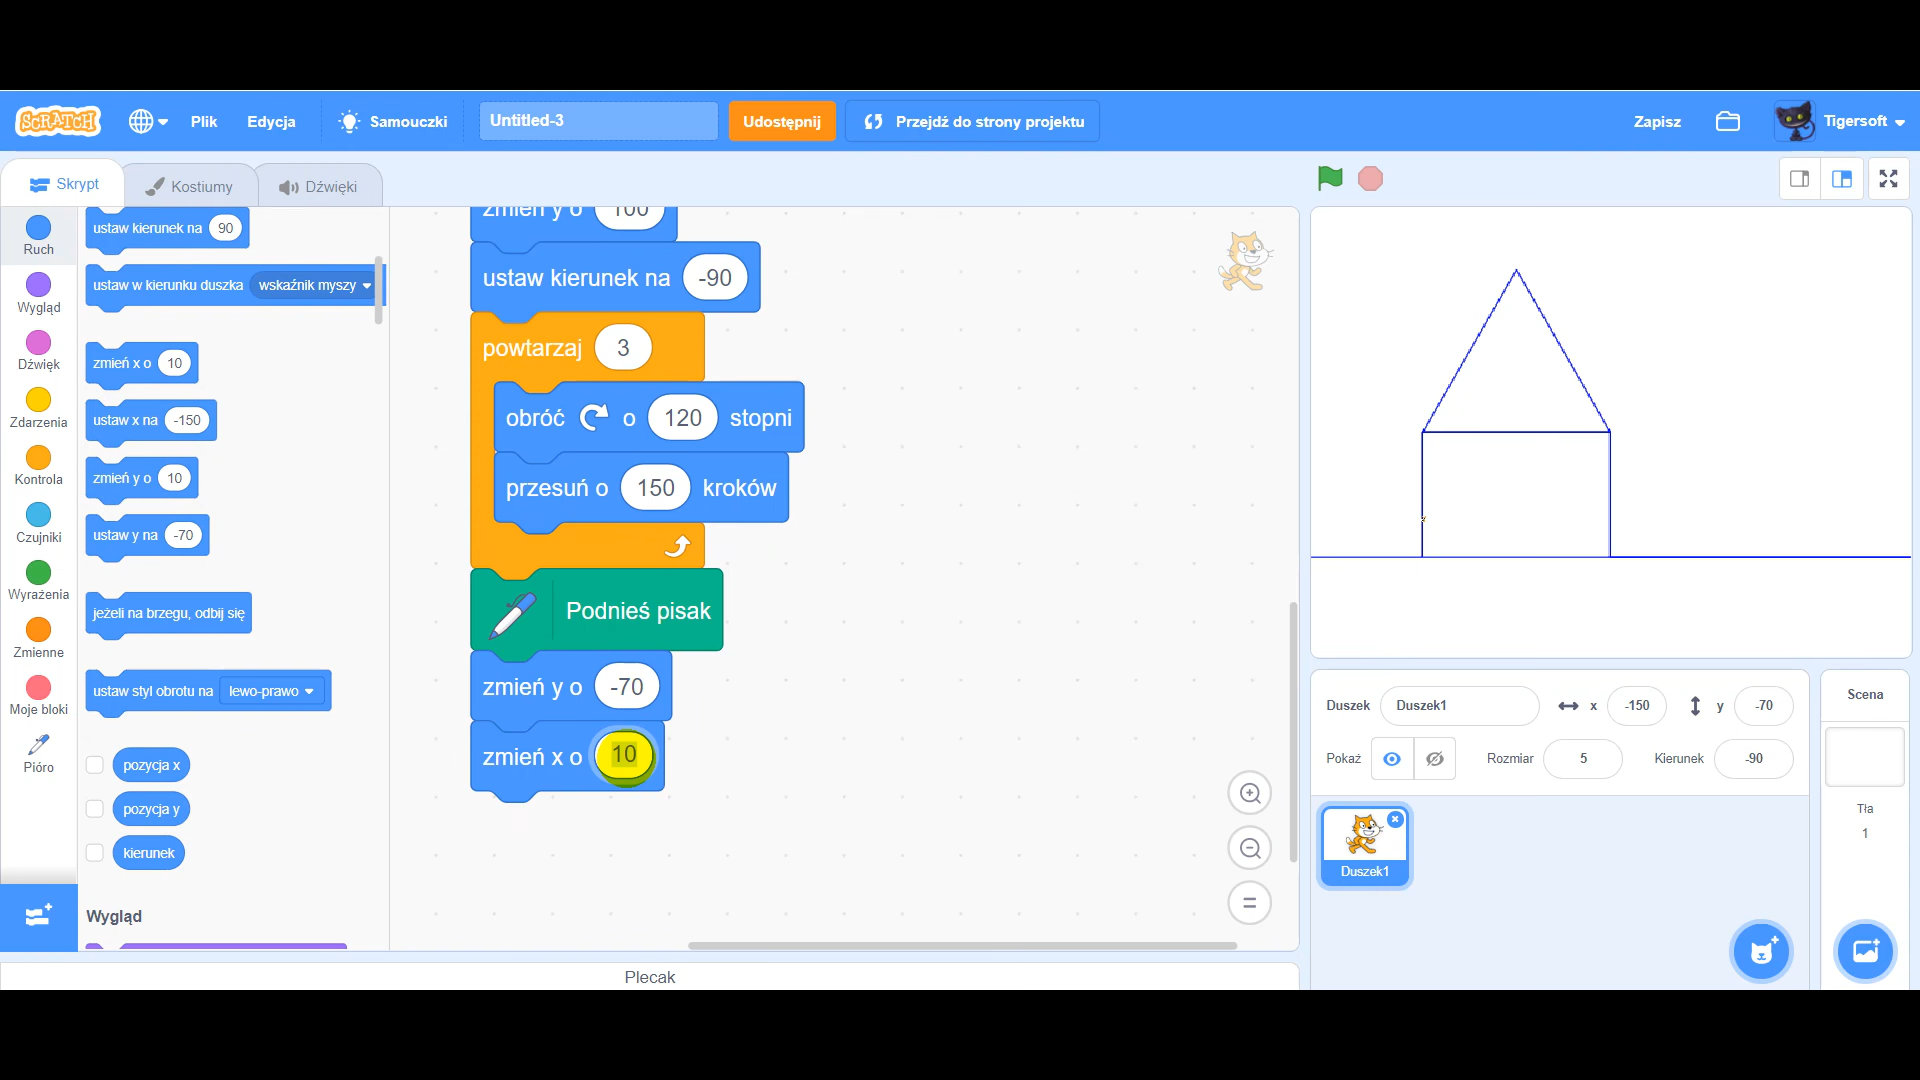 SCRATCH Plik Edycja Samouczki Untitled-3 Udostępnij Przejdź do strony projektu Zapisz Tigersoft
Skrypt Kostiumy Dźwięki
Ruch
Wygląd
Dźwięk
Zdarzenia
Kontrola
Czujniki
Wyrażenia
Zmienne
Moje bloki
Pióro
ustaw kierunek na 90
ustaw w kierunku duszka wskaźnik myszy
zmień x o 10
ustaw x na -150
zmień y o 10
ustaw y na -70
jeżeli na brzegu, odbij się
ustaw styl obrotu na lewo-prawo
pozycja x
pozycja y
kierunek
Wygląd
zmień y o 100
ustaw kierunek na -90
powtarzaj 3
obróć o 120 stopni
przesuń o 150 kroków
Podnieś pisak
zmień y o -70
zmień x o 10
Plecak
Duszek Duszek1 x -150 y -70
Pokaż Rozmiar 5 Kierunek -90
Duszek1
Scena
Tła
1